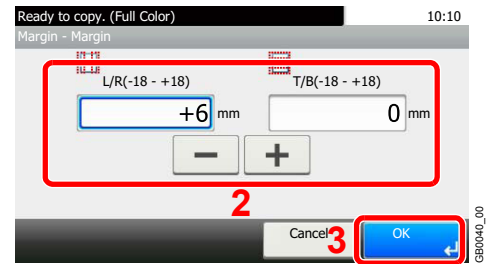 Ready to copy. (Full Color) 10:10
Margin - Margin
L/R(-18 - +18) T/B(-18 - +18)
+6 mm 0 mm
− +
2
Cancel 3 OK
GB0040_00